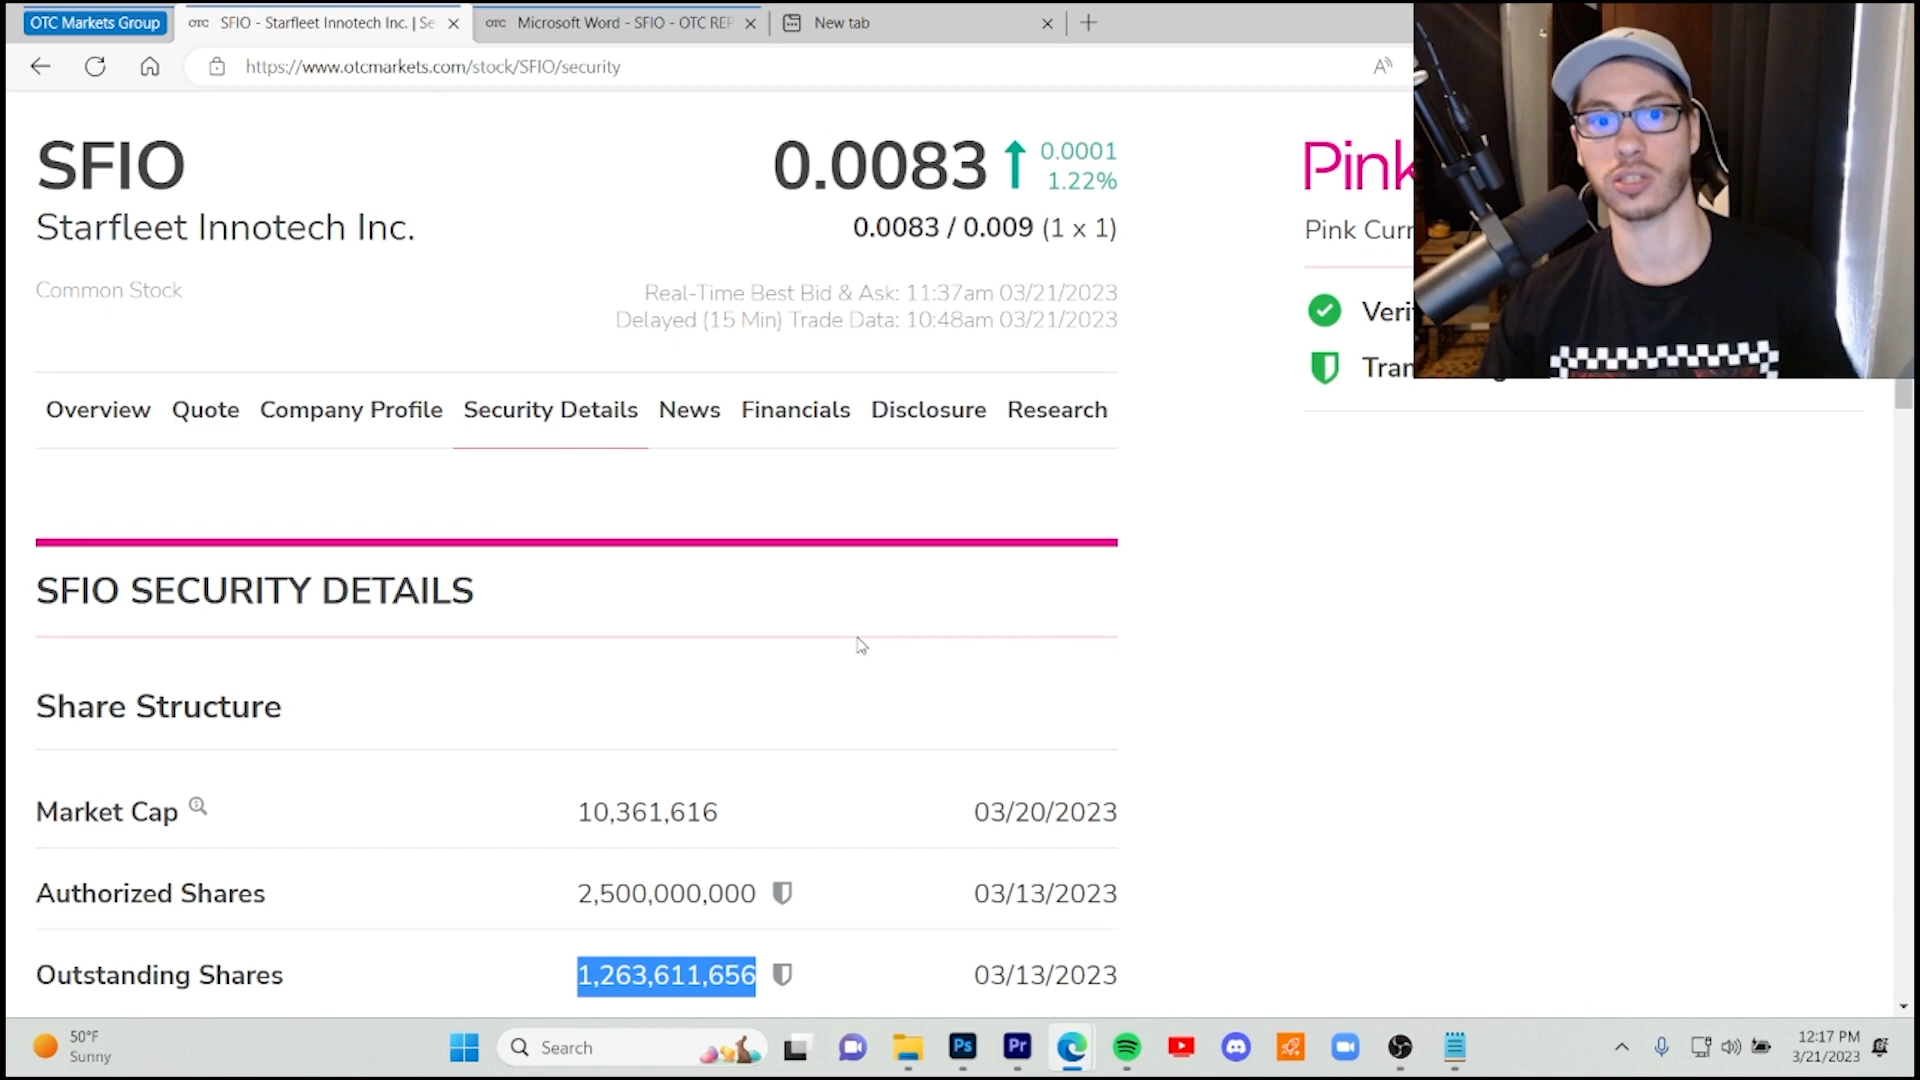 OTC Markets Group
OTC SFIO - Starfleet Innotech Inc. | Se
OTC Microsoft Word - SFIO - OTC REP
New tab
https://www.otcmarkets.com/stock/SFIO/security
SFIO
0.0083
0.0001
1.22%
Starfleet Innotech Inc.
0.0083 / 0.009 (1 x 1)
Common Stock
Real-Time Best Bid & Ask: 11:37am 03/21/2023
Delayed (15 Min) Trade Data: 10:48am 03/21/2023
Pink
Pink Curr
Veri
Tran
Overview Quote Company Profile Security Details News Financials Disclosure Research
SFIO SECURITY DETAILS
Share Structure
Market Cap 10,361,616 03/20/2023
Authorized Shares 2,500,000,000 03/13/2023
Outstanding Shares 1,263,611,656 03/13/2023
50°F
Sunny
Search
Ps
Pr
12:17 PM
3/21/2023